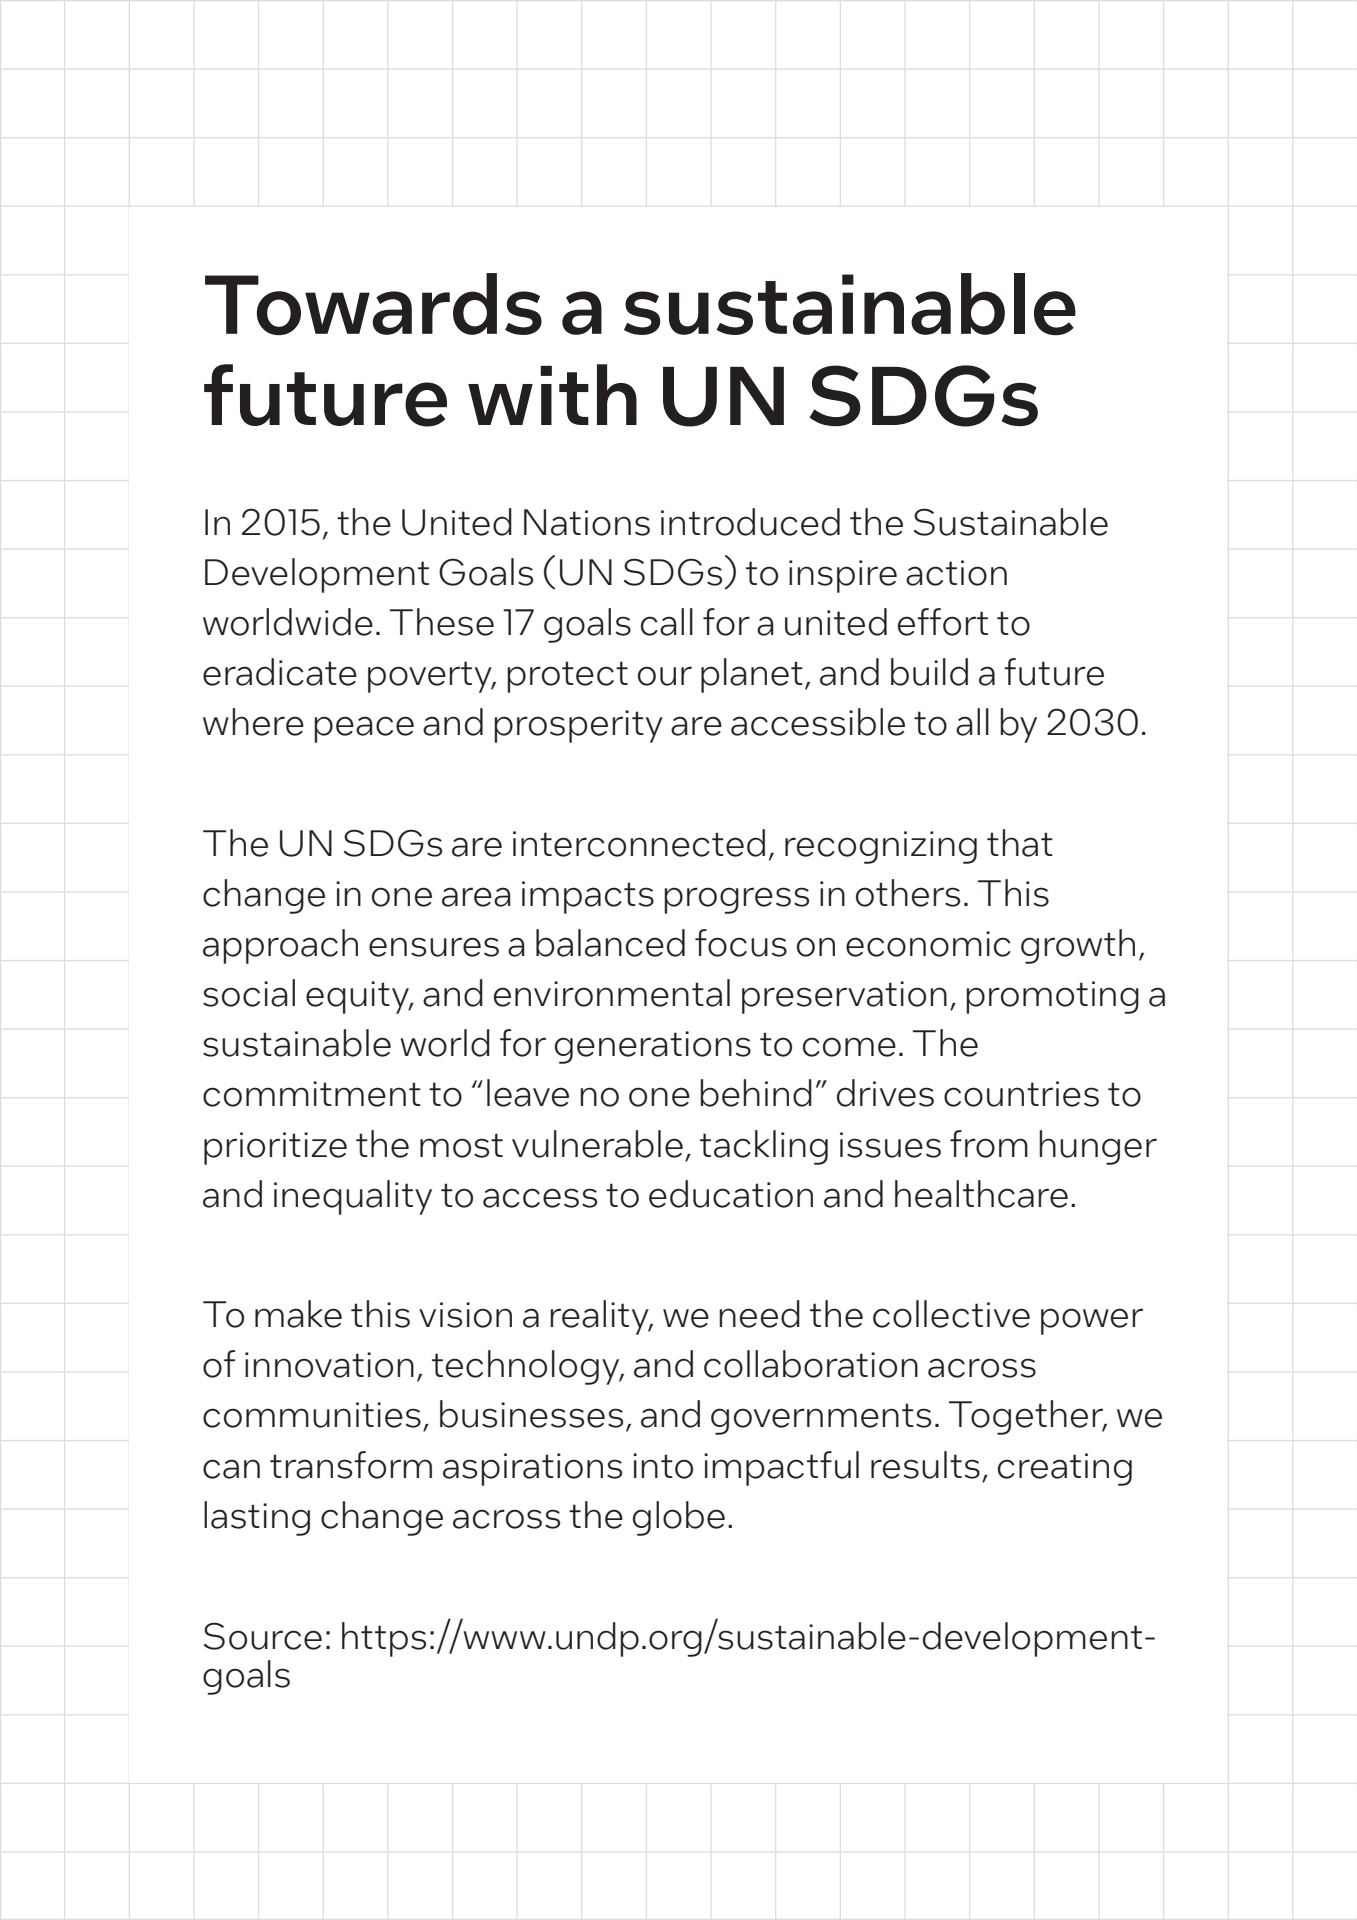 Towards a sustainable
future with UN SDGs
In 2015, the United Nations introduced the Sustainable
Development Goals (UN SDGs) to inspire action
worldwide. These 17 goals call for a united effort to
eradicate poverty, protect our planet, and build a future
where peace and prosperity are accessible to all by 2030.
The UN SDGs are interconnected, recognizing that
change in one area impacts progress in others. This
approach ensures a balanced focus on economic growth,
social equity, and environmental preservation, promoting a
sustainable world for generations to come. The
commitment to “leave no one behind” drives countries to
prioritize the most vulnerable, tackling issues from hunger
and inequality to access to education and healthcare.
To make this vision a reality, we need the collective power
of innovation, technology, and collaboration across
communities, businesses, and governments. Together, we
can transform aspirations into impactful results, creating
lasting change across the globe.
Source: https://www.undp.org/sustainable-development-
goals